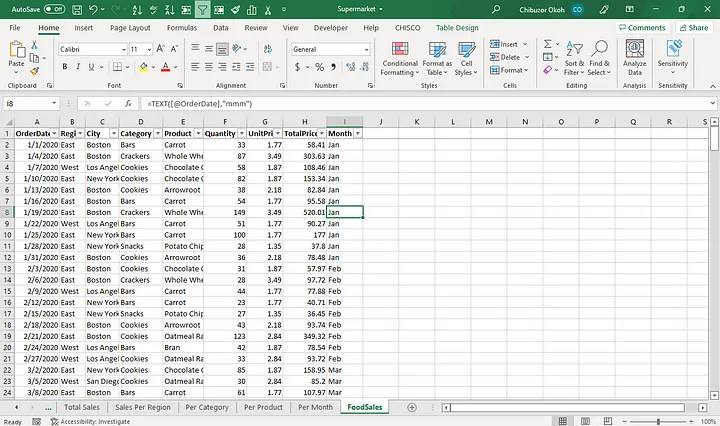 AutoSave Off Supermarket Chibuzor Okoh CO
File Home Insert Page Layout Formulas Data Review View Help CHISCO Table Design Comments Share
Paste Calibri 11 General Conditional Formatting Format as Table Cell Styles Insert Delete Format Sort & Filter Find & Select Analyze Data Sensitivity
Clipboard Font Alignment Number Styles Cells Editing Analysis Sensitivity
I8 fx =TEXT([@OrderDate],"mmm")
A B C D E F G H I J K L M N O P Q R S
1 OrderDate Regi City Category Product Quantity UnitPri TotalPrice Month
2 1/1/2020 East Boston Bars Carrot 33 1.77 58.41 Jan
3 1/4/2020 East Boston Crackers Whole Whe 87 3.49 303.63 Jan
4 1/7/2020 West Los Angel Cookies Chocolate C 58 1.87 108.46 Jan
5 1/10/2020 East New York Cookies Chocolate C 82 1.87 153.34 Jan
6 1/13/2020 East Boston Cookies Arrowroot 38 2.18 82.84 Jan
7 1/16/2020 East Boston Bars Carrot 54 1.77 95.58 Jan
8 1/19/2020 East Boston Crackers Whole Whe 149 3.49 520.01 Jan
9 1/22/2020 West Los Angel Bars Carrot 51 1.77 90.27 Jan
10 1/25/2020 East New York Bars Carrot 100 1.77 177 Jan
11 1/28/2020 East New York Snacks Potato Chip 28 1.35 37.8 Jan
12 1/31/2020 East Boston Cookies Arrowroot 36 2.18 78.48 Jan
13 2/3/2020 East Boston Cookies Chocolate C 31 1.87 57.97 Feb
14 2/6/2020 East Boston Crackers Whole Whe 28 3.49 97.72 Feb
15 2/9/2020 West Los Angel Bars Carrot 44 1.77 77.88 Feb
16 2/12/2020 East New York Bars Carrot 23 1.77 40.71 Feb
17 2/15/2020 East New York Snacks Potato Chip 27 1.35 36.45 Feb
18 2/18/2020 East Boston Cookies Arrowroot 43 2.18 93.74 Feb
19 2/21/2020 East Boston Cookies Oatmeal Ra 123 2.84 349.32 Feb
20 2/24/2020 West Los Angel Bars Bran 42 1.87 78.54 Feb
21 2/27/2020 West Los Angel Cookies Oatmeal Ra 33 2.84 93.72 Feb
22 3/2/2020 East New York Cookies Chocolate C 85 1.87 158.95 Mar
23 3/5/2020 West San Diego Cookies Oatmeal Ra 30 2.84 85.2 Mar
24 3/8/2020 East Boston Bars Carrot 61 1.77 107.97 Mar
... Total Sales Sales Per Region Per Category Per Product Per Month FoodSales
Ready Accessibility: Investigate 100%